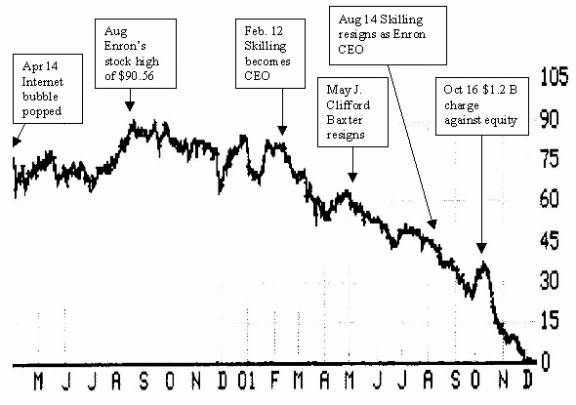 Apr 14
Internet
bubble
popped
Aug
Enron's
stock high
of $90.56
Feb. 12
Skilling
becomes
CEO
May J.
Clifford
Baxter
resigns
Aug 14 Skilling
resigns as Enron
CEO
Oct 16 $1.2 B
charge
against equity
105
90
75
60
45
30
15
0
M J J A S O N D 01 F M A M J J A S O N D